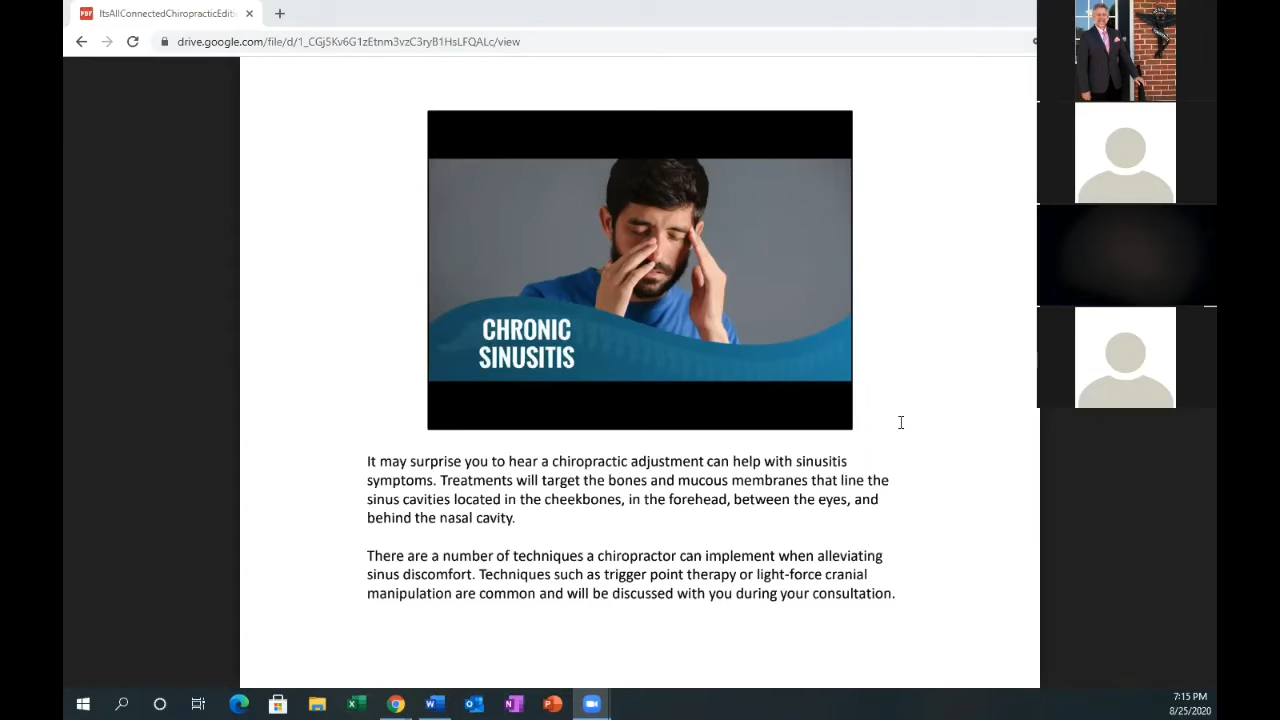 ItsAllConnectedChiropracticEditi
drive.google.com/file/d/1_CGj5Kv6G1zEtnm3vzC3ryB1HsLFQALc/view
CHRONIC
SINUSITIS
It may surprise you to hear a chiropractic adjustment can help with sinusitis
symptoms. Treatments will target the bones and mucous membranes that line the
sinus cavities located in the cheekbones, in the forehead, between the eyes, and
behind the nasal cavity.
There are a number of techniques a chiropractor can implement when alleviating
sinus discomfort. Techniques such as trigger point therapy or light-force cranial
manipulation are common and will be discussed with you during your consultation.
7:15 PM
8/25/2020